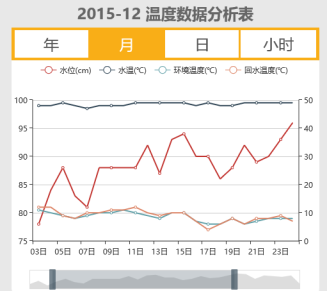 2015-12 温度数据分析表
年 月 日 小时
水位(cm) 水温(℃) 环境温度(℃) 回水温度(℃)
100 50
95 40
90 30
85 20
80 10
75 0
03日 05日 07日 09日 11日 13日 15日 17日 19日 21日 23日